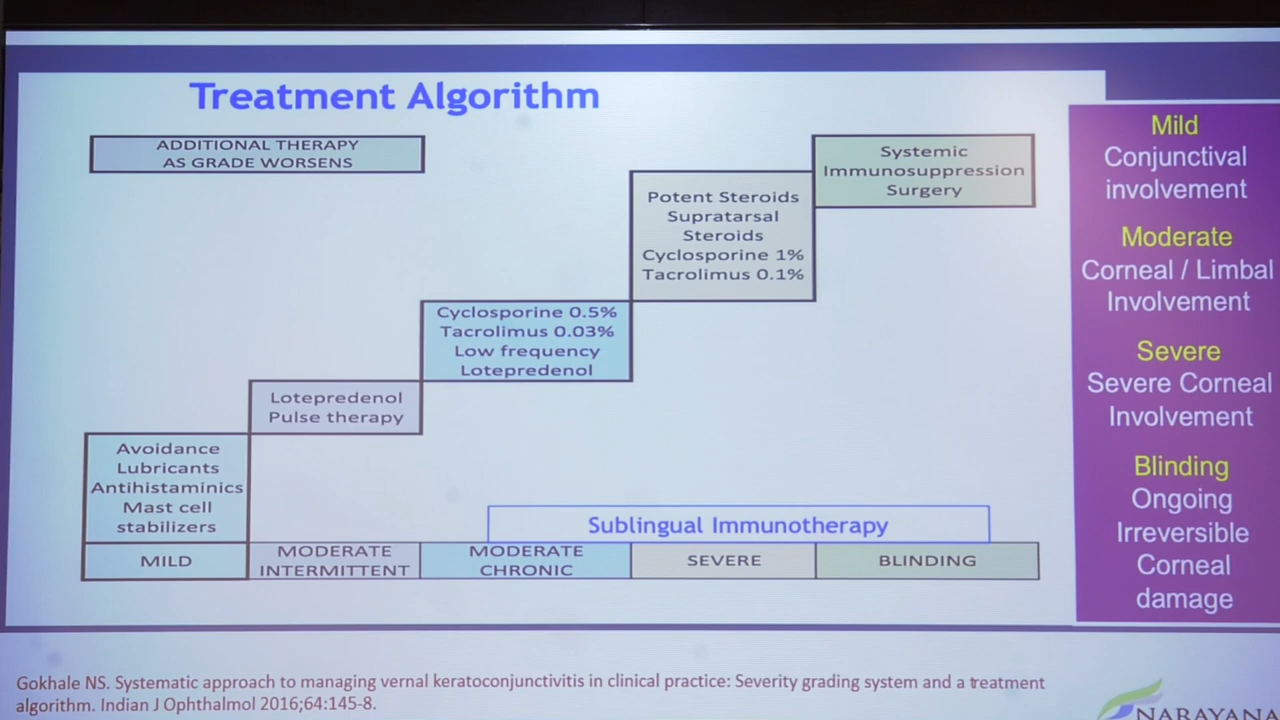 Treatment Algorithm
ADDITIONAL THERAPY
AS GRADE WORSENS
Systemic
Immunosuppression
Surgery
Potent Steroids
Supratarsal
Steroids
Cyclosporine 1%
Tacrolimus 0.1%
Cyclosporine 0.5%
Tacrolimus 0.03%
Low frequency
Lotepredenol
Lotepredenol
Pulse therapy
Avoidance
Lubricants
Antihistaminics
Mast cell
stabilizers
Sublingual Immunotherapy
MILD
MODERATE
INTERMITTENT
MODERATE
CHRONIC
SEVERE
BLINDING
Mild
Conjunctival
involvement
Moderate
Corneal / Limbal
Involvement
Severe
Severe Corneal
Involvement
Blinding
Ongoing
Irreversible
Corneal
damage
Gokhale NS. Systematic approach to managing vernal keratoconjunctivitis in clinical practice: Severity grading system and a treatment
algorithm. Indian J Ophthalmol 2016;64:145-8.
NARAYANA